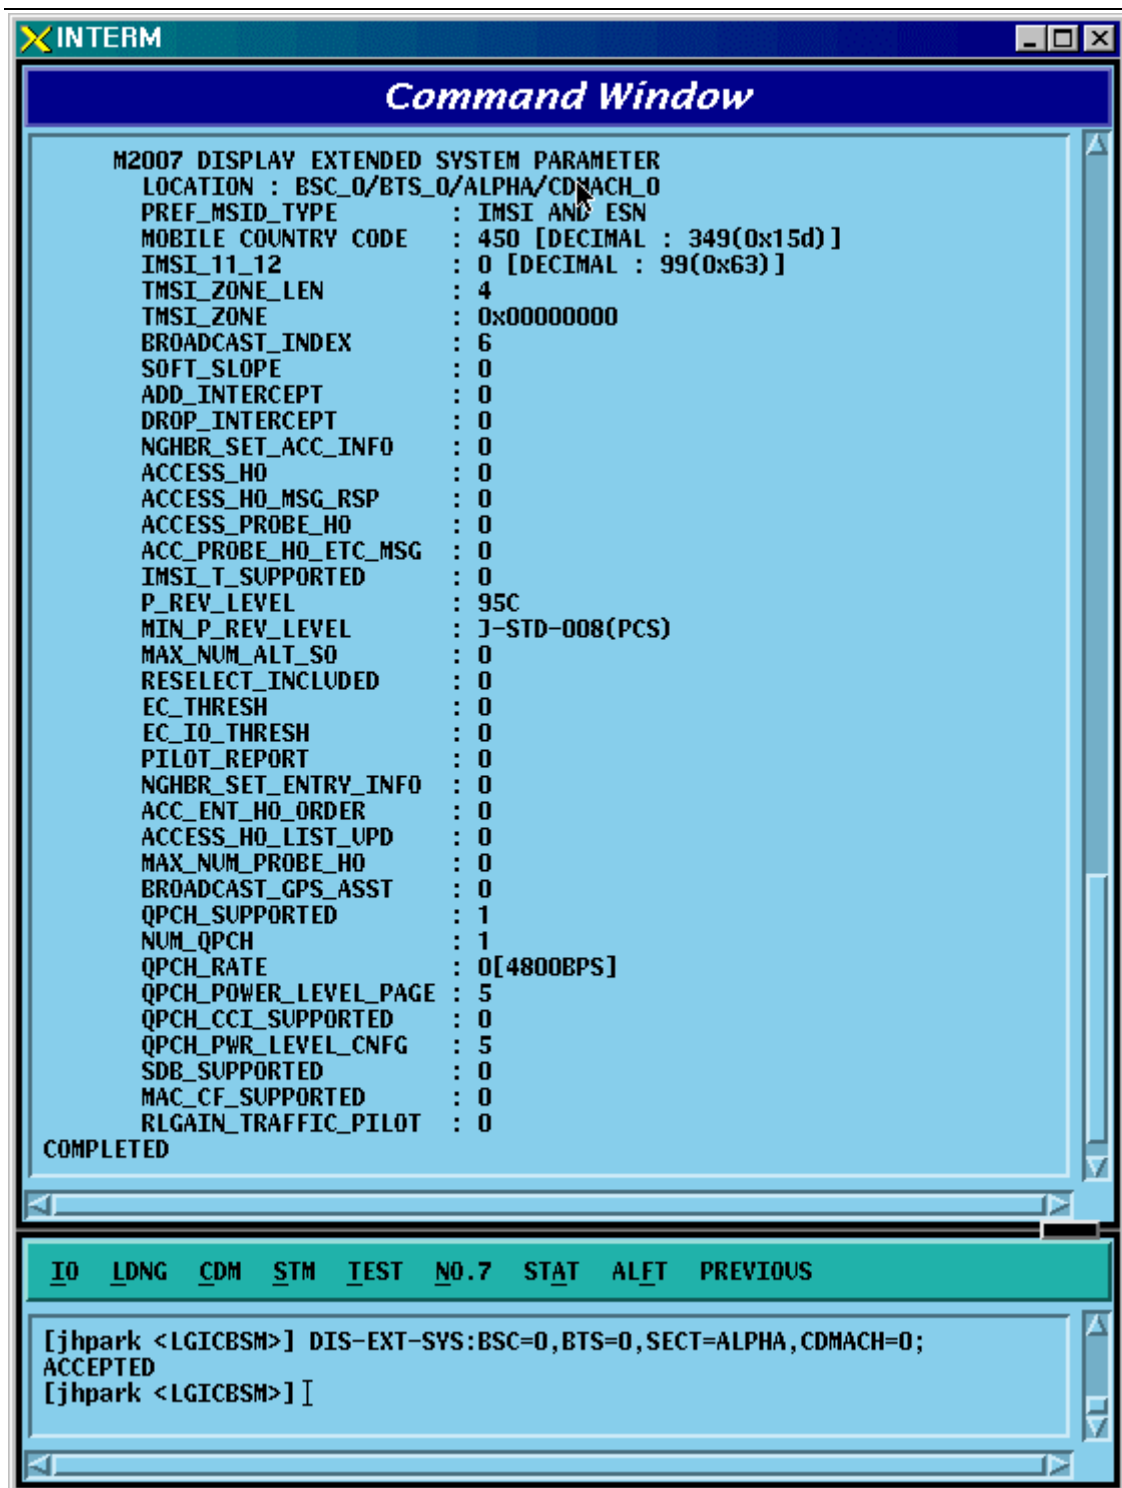 INTERM
Command Window
M2007 DISPLAY EXTENDED SYSTEM PARAMETER
LOCATION : BSC_0/BTS_0/ALPHA/CDMACH_0
PREF_MSID_TYPE : IMSI AND ESN
MOBILE COUNTRY CODE : 450 [DECIMAL : 349(0x15d)]
IMSI_11_12 : 0 [DECIMAL : 99(0x63)]
TMSI_ZONE_LEN : 4
TMSI_ZONE : 0x00000000
BROADCAST_INDEX : 6
SOFT_SLOPE : 0
ADD_INTERCEPT : 0
DROP_INTERCEPT : 0
NGHBR_SET_ACC_INFO : 0
ACCESS_HO : 0
ACCESS_HO_MSG_RSP : 0
ACCESS_PROBE_HO : 0
ACC_PROBE_HO_ETC_MSG : 0
IMSI_T_SUPPORTED : 0
P_REV_LEVEL : 95C
MIN_P_REV_LEVEL : J-STD-008(PCS)
MAX_NUM_ALT_SO : 0
RESELECT_INCLUDED : 0
EC_THRESH : 0
EC_IO_THRESH : 0
PILOT_REPORT : 0
NGHBR_SET_ENTRY_INFO : 0
ACC_ENT_HO_ORDER : 0
ACCESS_HO_LIST_UPD : 0
MAX_NUM_PROBE_HO : 0
BROADCAST_GPS_ASST : 0
QPCH_SUPPORTED : 1
NUM_QPCH : 1
QPCH_RATE : 0[4800BPS]
QPCH_POWER_LEVEL_PAGE : 5
QPCH_CCI_SUPPORTED : 0
QPCH_PWR_LEVEL_CNFG : 5
SDB_SUPPORTED : 0
MAC_CF_SUPPORTED : 0
RLGAIN_TRAFFIC_PILOT : 0
COMPLETED
IO LDNG CDM STM TEST NO.7 STAT ALFT PREVIOUS
[jhpark <LGICBSM>] DIS-EXT-SYS:BSC=0,BTS=0,SECT=ALPHA,CDMACH=0;
ACCEPTED
[jhpark <LGICBSM>]